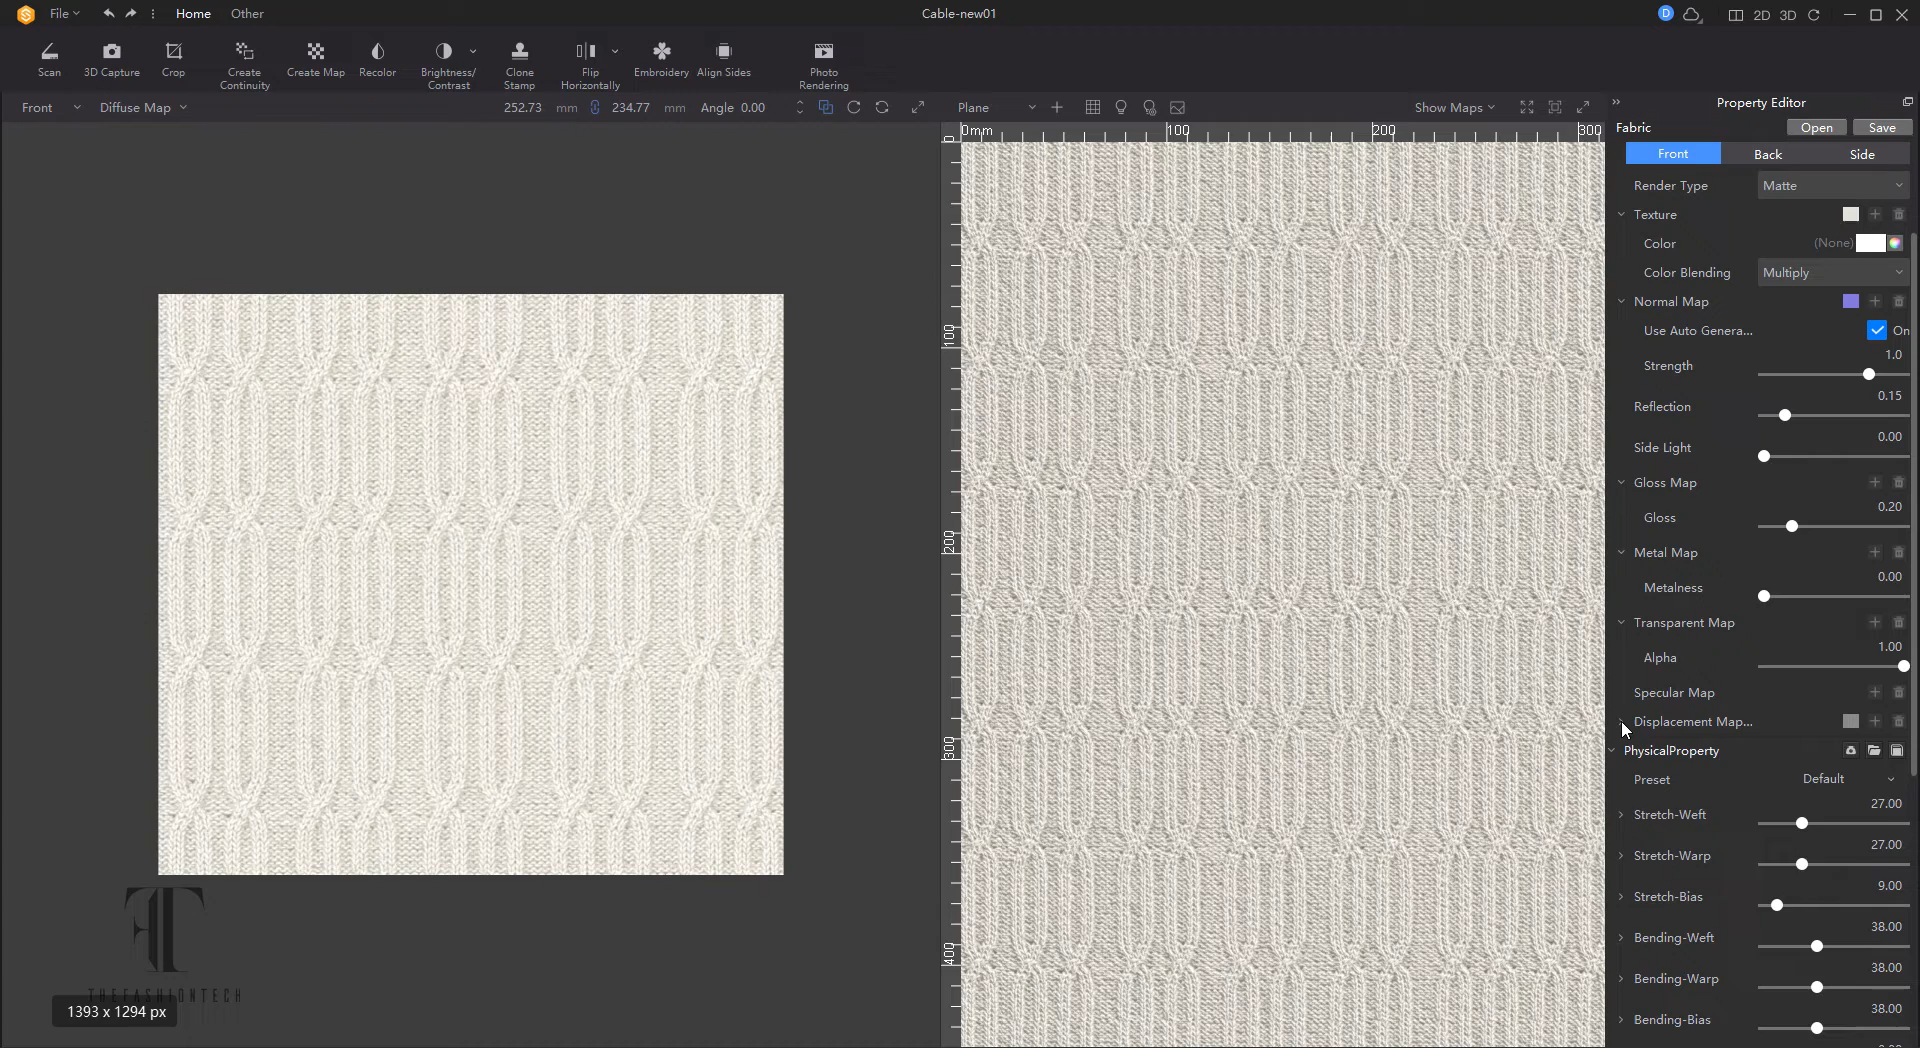 File
Home
Other
Cable-new01
D
2D
3D
Scan
3D Capture
Crop
Create
Continuity
Create Map
Recolor
Brightness/
Contrast
Clone
Stamp
Flip
Horizontally
Embroidery
Align Sides
Photo
Rendering
Front
Diffuse Map
252.73 mm
234.77 mm
Angle 0.00
Plane
Show Maps
Property Editor
Fabric
Open
Save
Front
Back
Side
0mm
100
200
300
0
100
200
300
400
Render Type
Matte
Texture
Color
(None)
Color Blending
Multiply
Normal Map
Use Auto Genera...
On
Strength
1.0
Reflection
0.15
Side Light
0.00
Gloss Map
Gloss
0.20
Metal Map
Metalness
0.00
Transparent Map
Alpha
1.00
Specular Map
Displacement Map...
PhysicalProperty
Preset
Default
Stretch-Weft
27.00
Stretch-Warp
27.00
Stretch-Bias
9.00
Bending-Weft
38.00
Bending-Warp
38.00
Bending-Bias
38.00
THEFASHIONTECH
1393 x 1294 px